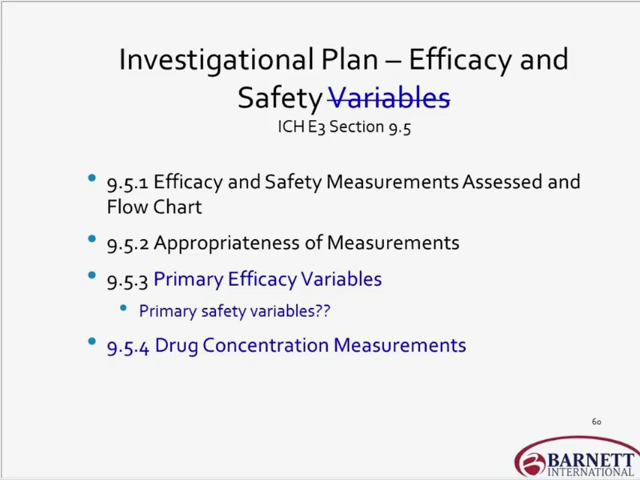 Investigational Plan – Efficacy and
Safety Variables
ICH E3 Section 9.5
• 9.5.1 Efficacy and Safety Measurements Assessed and
Flow Chart
• 9.5.2 Appropriateness of Measurements
• 9.5.3 Primary Efficacy Variables
• Primary safety variables??
• 9.5.4 Drug Concentration Measurements
60
BARNETT
INTERNATIONAL